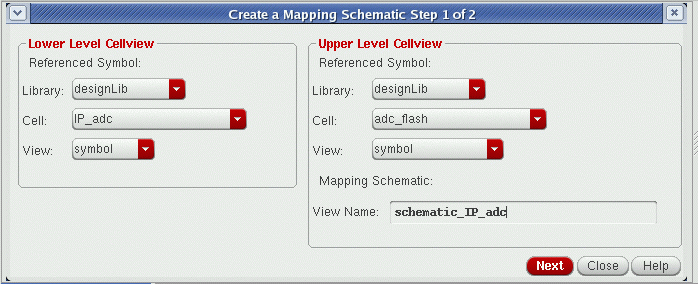 Create a Mapping Schematic Step 1 of 2
Lower Level Cellview
Referenced Symbol:
Library: designLib
Cell: IP_adc
View: symbol
Upper Level Cellview
Referenced Symbol:
Library: designLib
Cell: adc_flash
View: symbol
Mapping Schematic:
View Name: schematic_IP_adc
Next Close Help